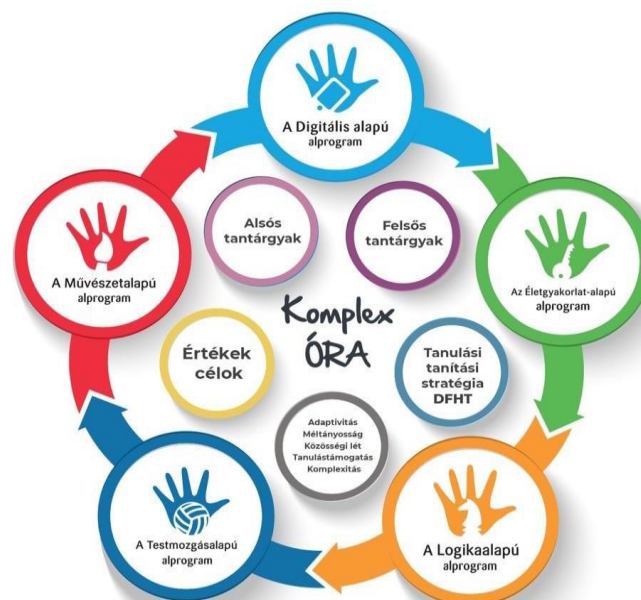 A Digitális alapú
alprogram
Alsós
tantárgyak
Felsős
tantárgyak
A Művészetalapú
alprogram
Az Életgyakorlat-alapú
alprogram
Komplex
ÓRA
Értékek
célok
Tanulási
tanítási
stratégia
DFHT
Adaptivitás
Méltányosság
Közösségi lét
Tanulástámogatás
Komplexitás
A Testmozgásalapú
alprogram
A Logikaalapú
alprogram